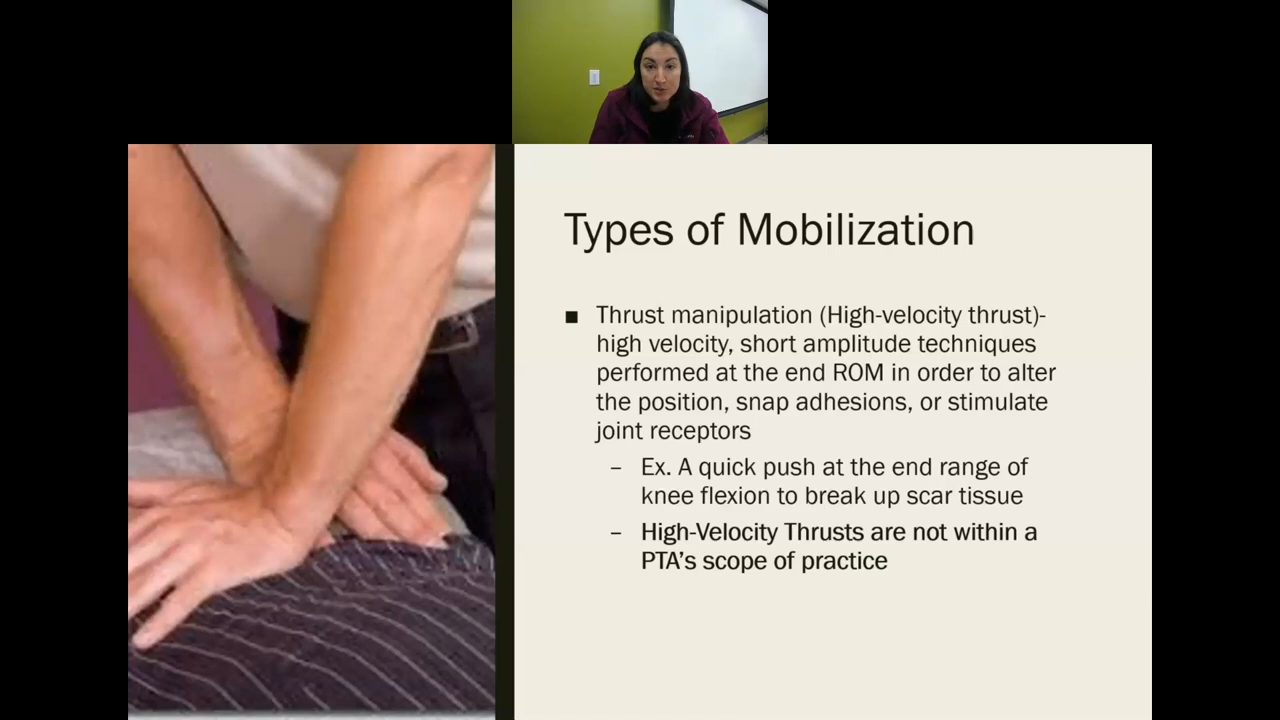 Types of Mobilization
■ Thrust manipulation (High-velocity thrust)-
high velocity, short amplitude techniques
performed at the end ROM in order to alter
the position, snap adhesions, or stimulate
joint receptors
– Ex. A quick push at the end range of
knee flexion to break up scar tissue
– High-Velocity Thrusts are not within a
PTA’s scope of practice